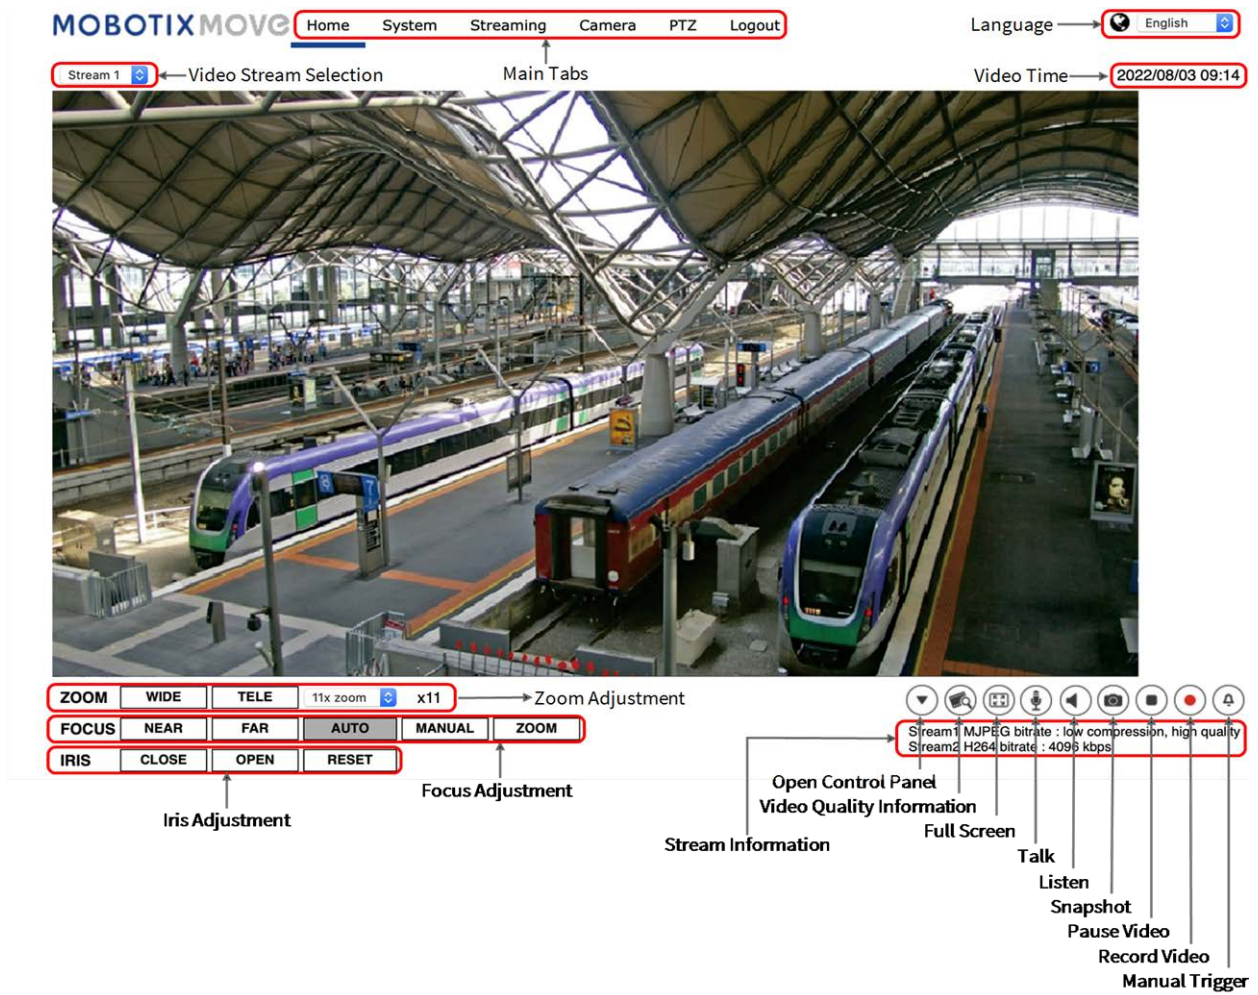 MOBOTIX MOVE Home System Streaming Camera PTZ Logout
Language English
Stream 1 Video Stream Selection Main Tabs Video Time 2022/08/03 09:14
8 7
ZOOM WIDE TELE 11x zoom x11 Zoom Adjustment
FOCUS NEAR FAR AUTO MANUAL ZOOM
IRIS CLOSE OPEN RESET
Stream1 MJPEG bitrate : low compression, high quality
Stream2 H264 bitrate : 4096 kbps
Open Control Panel
Focus Adjustment
Video Quality Information
Iris Adjustment
Full Screen
Stream Information
Talk
Listen
Snapshot
Pause Video
Record Video
Manual Trigger